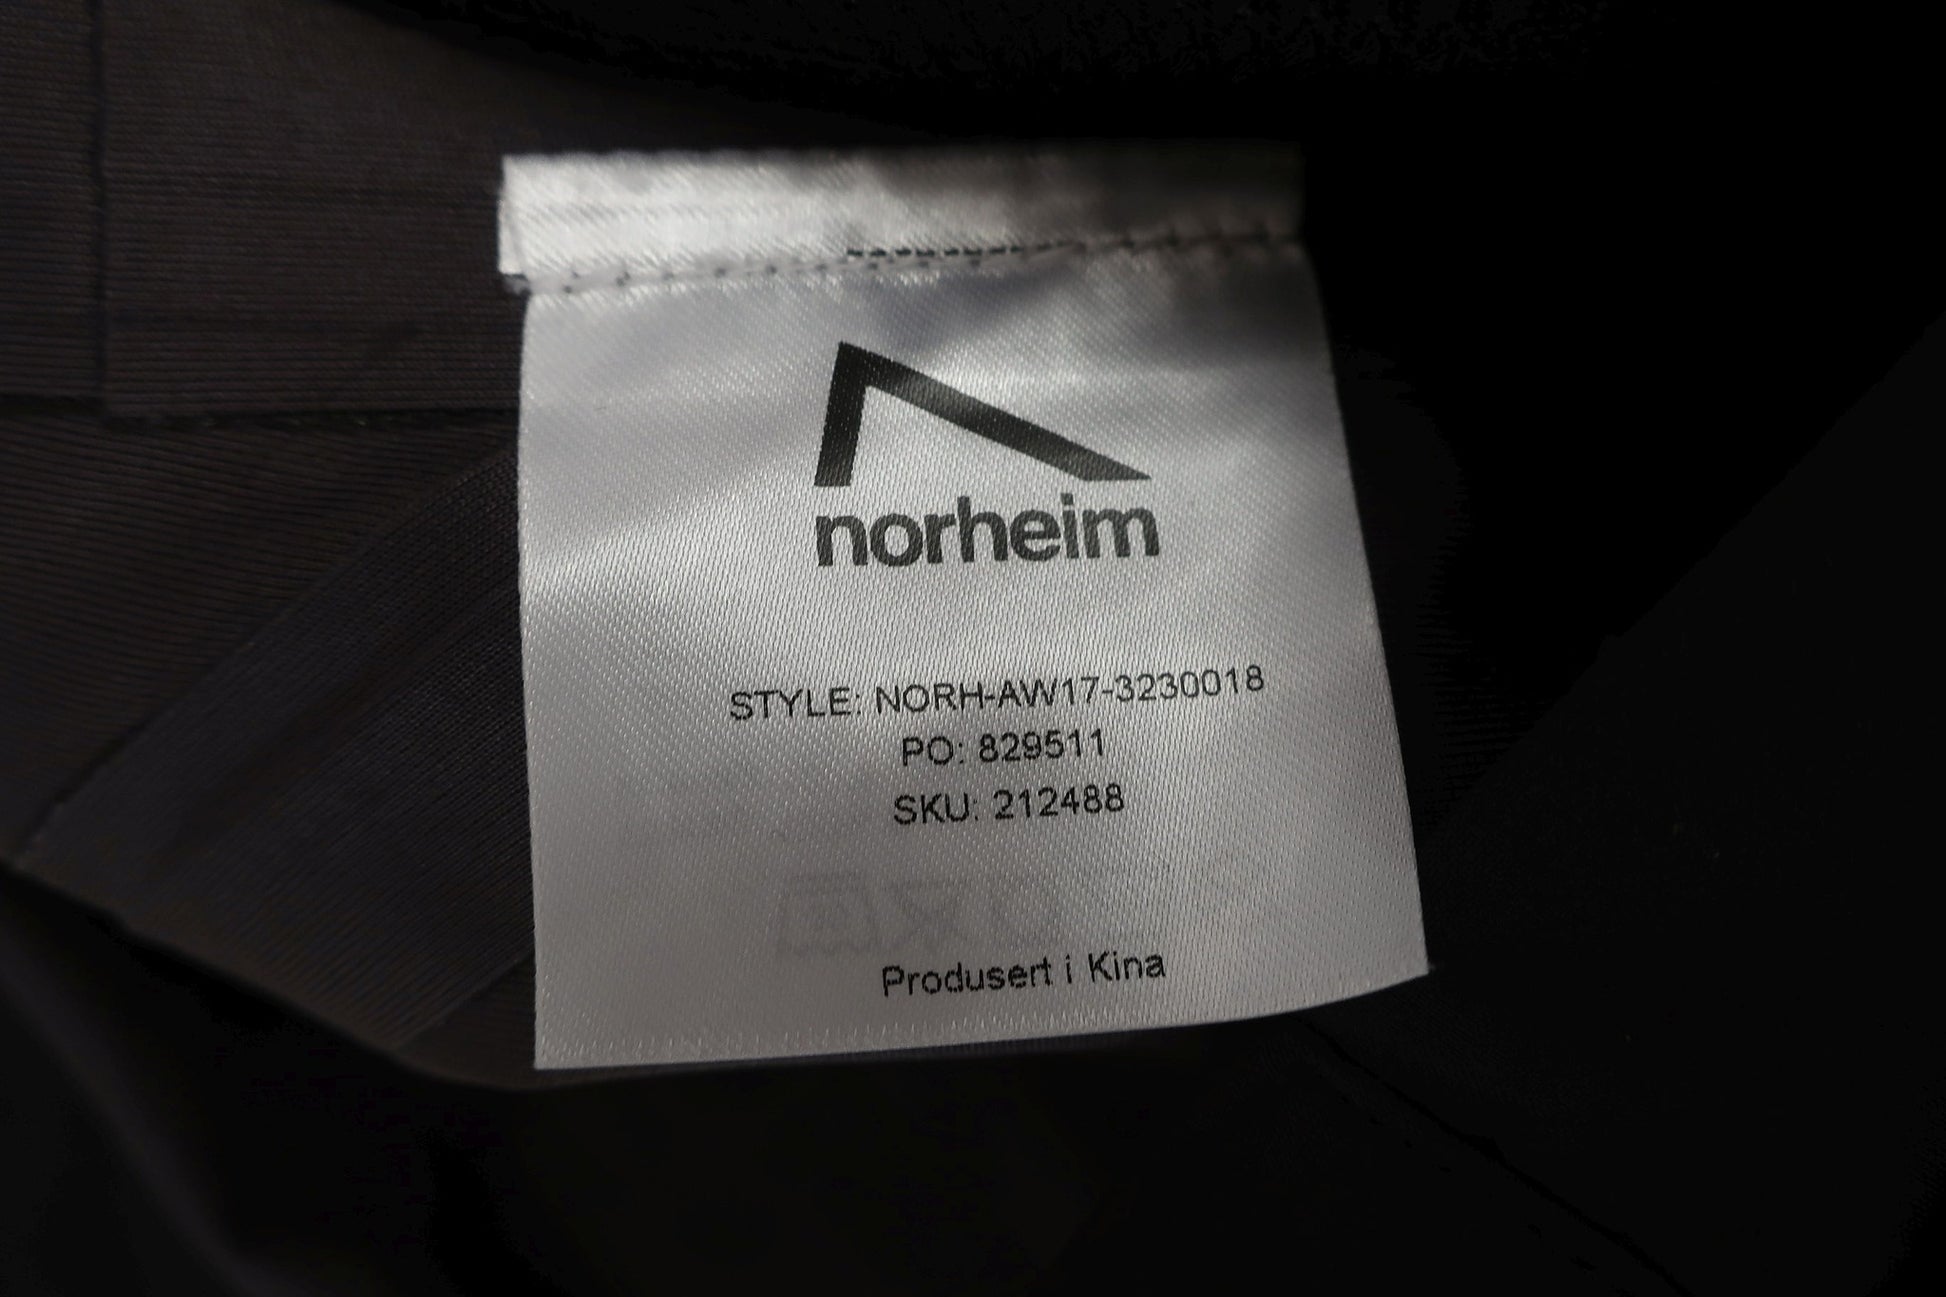 norheim
STYLE: NORH-AW17-3230018
PO: 829511
SKU: 212488
Produsert i Kina